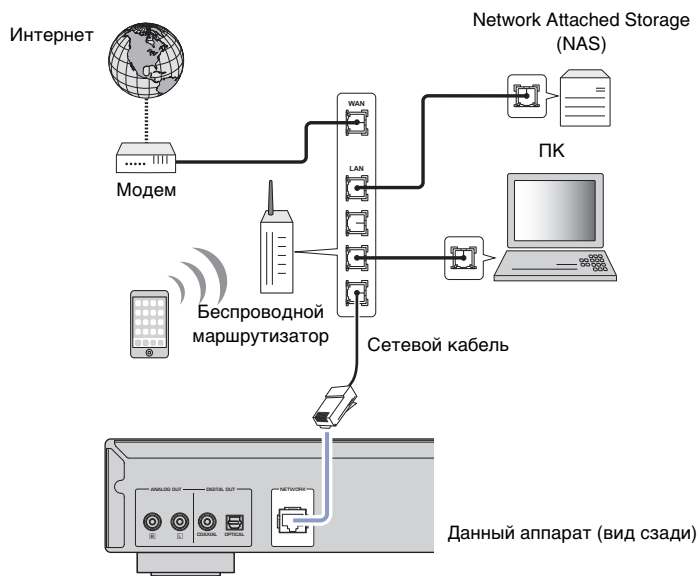 Интернет
Network Attached Storage
(NAS)
WAN
LAN
Модем
ПК
Беспроводной
маршрутизатор
Сетевой кабель
ANALOG OUT
DIGITAL OUT
NETWORK
R
L
COAXIAL
OPTICAL
Данный аппарат (вид сзади)